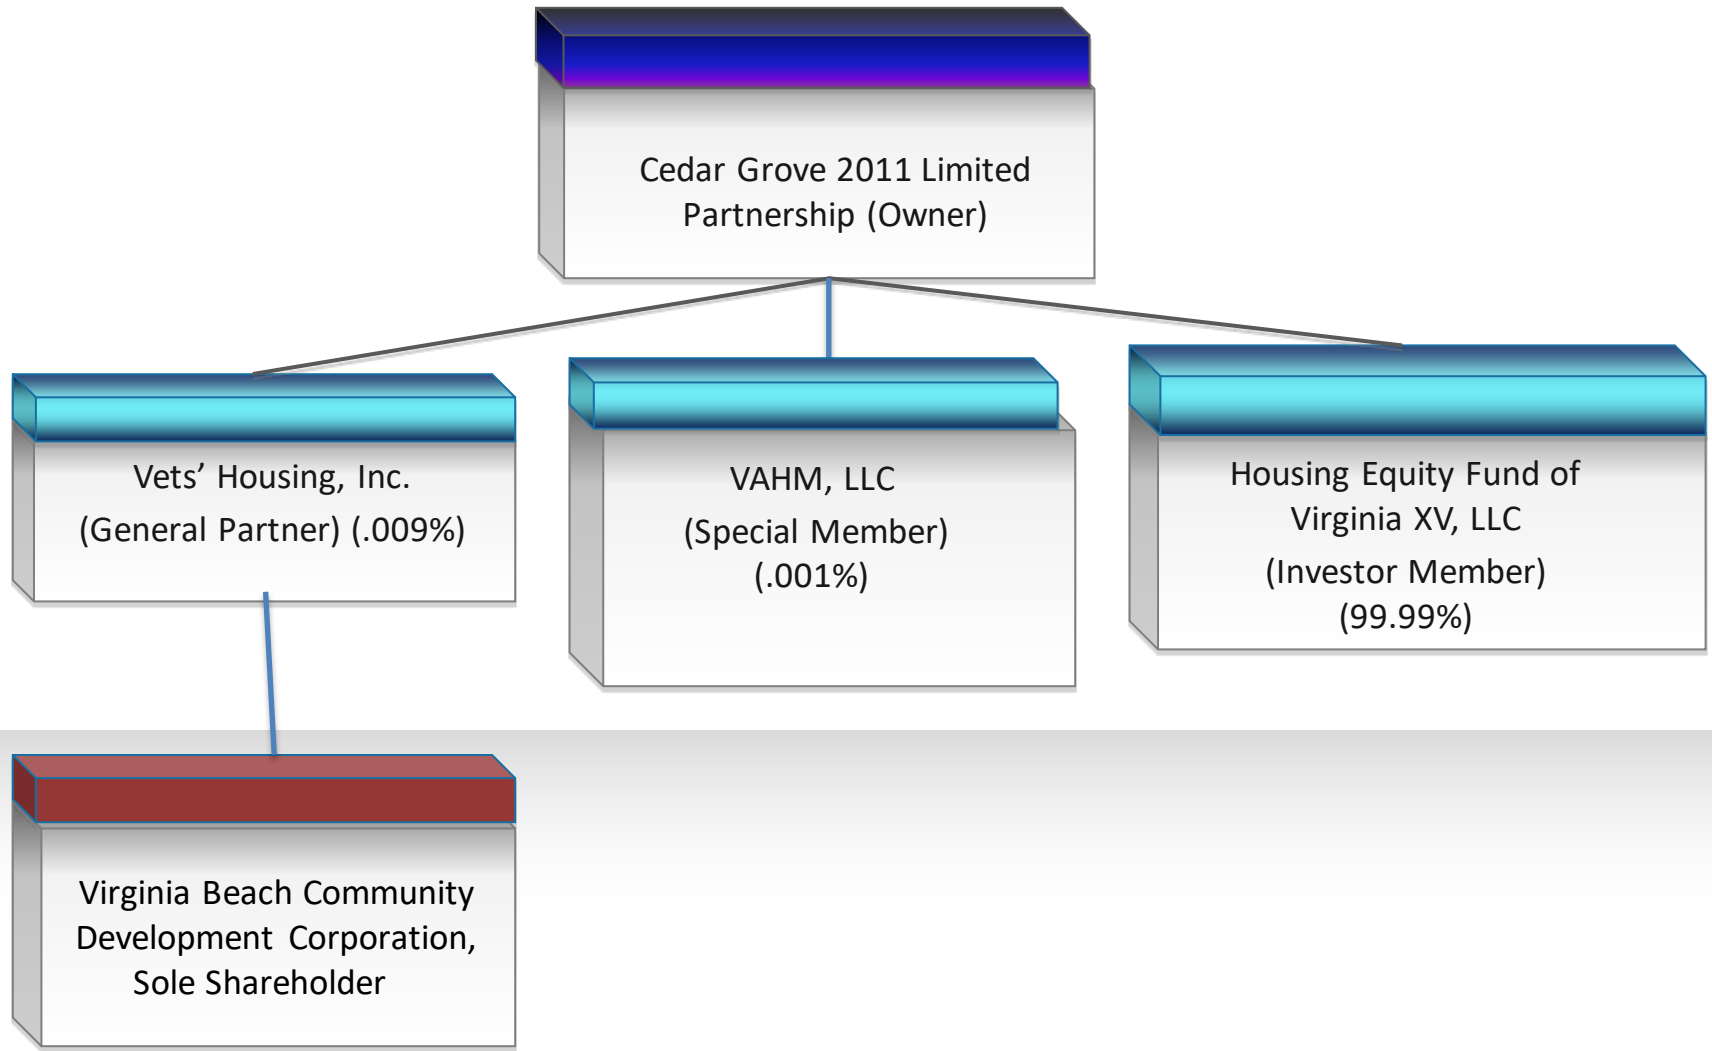 Cedar Grove 2011 Limited
Partnership (Owner)
Vets’ Housing, Inc.
(General Partner) (.009%)
VAHM, LLC
(Special Member)
(.001%)
Housing Equity Fund of
Virginia XV, LLC
(Investor Member)
(99.99%)
Virginia Beach Community
Development Corporation,
Sole Shareholder